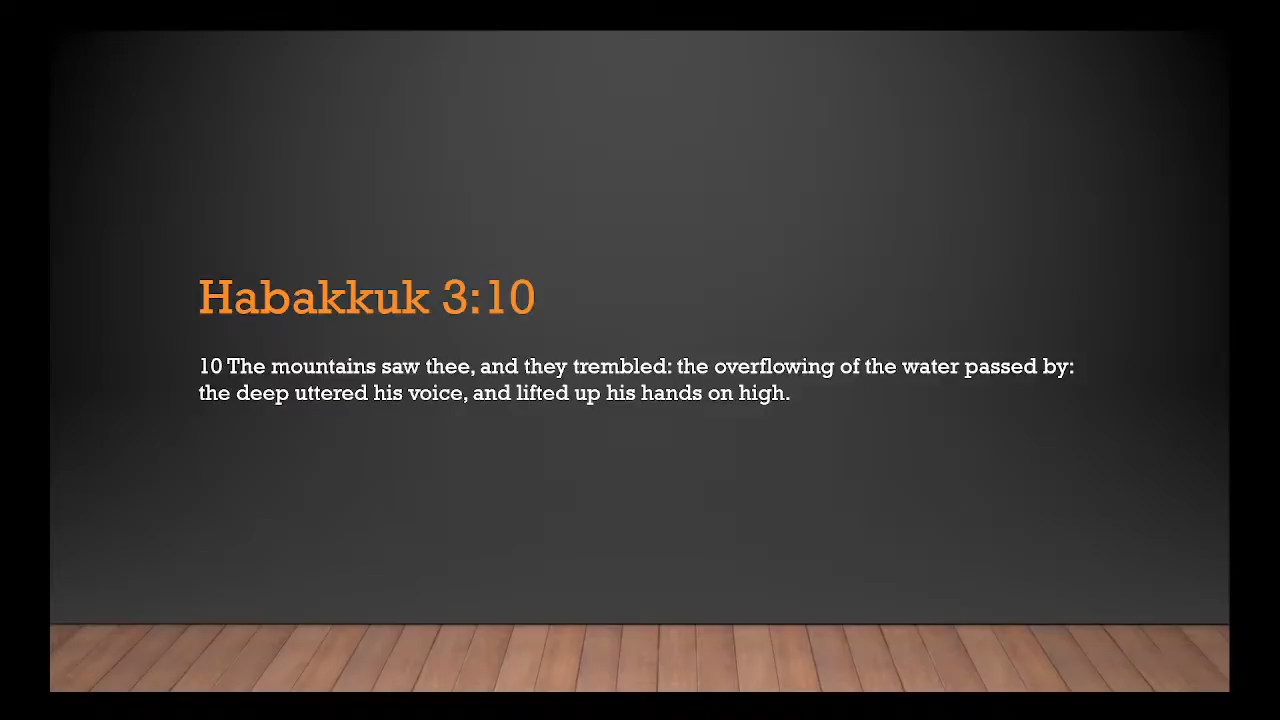 Habakkuk 3:10
10 The mountains saw thee, and they trembled: the overflowing of the water passed by:
the deep uttered his voice, and lifted up his hands on high.